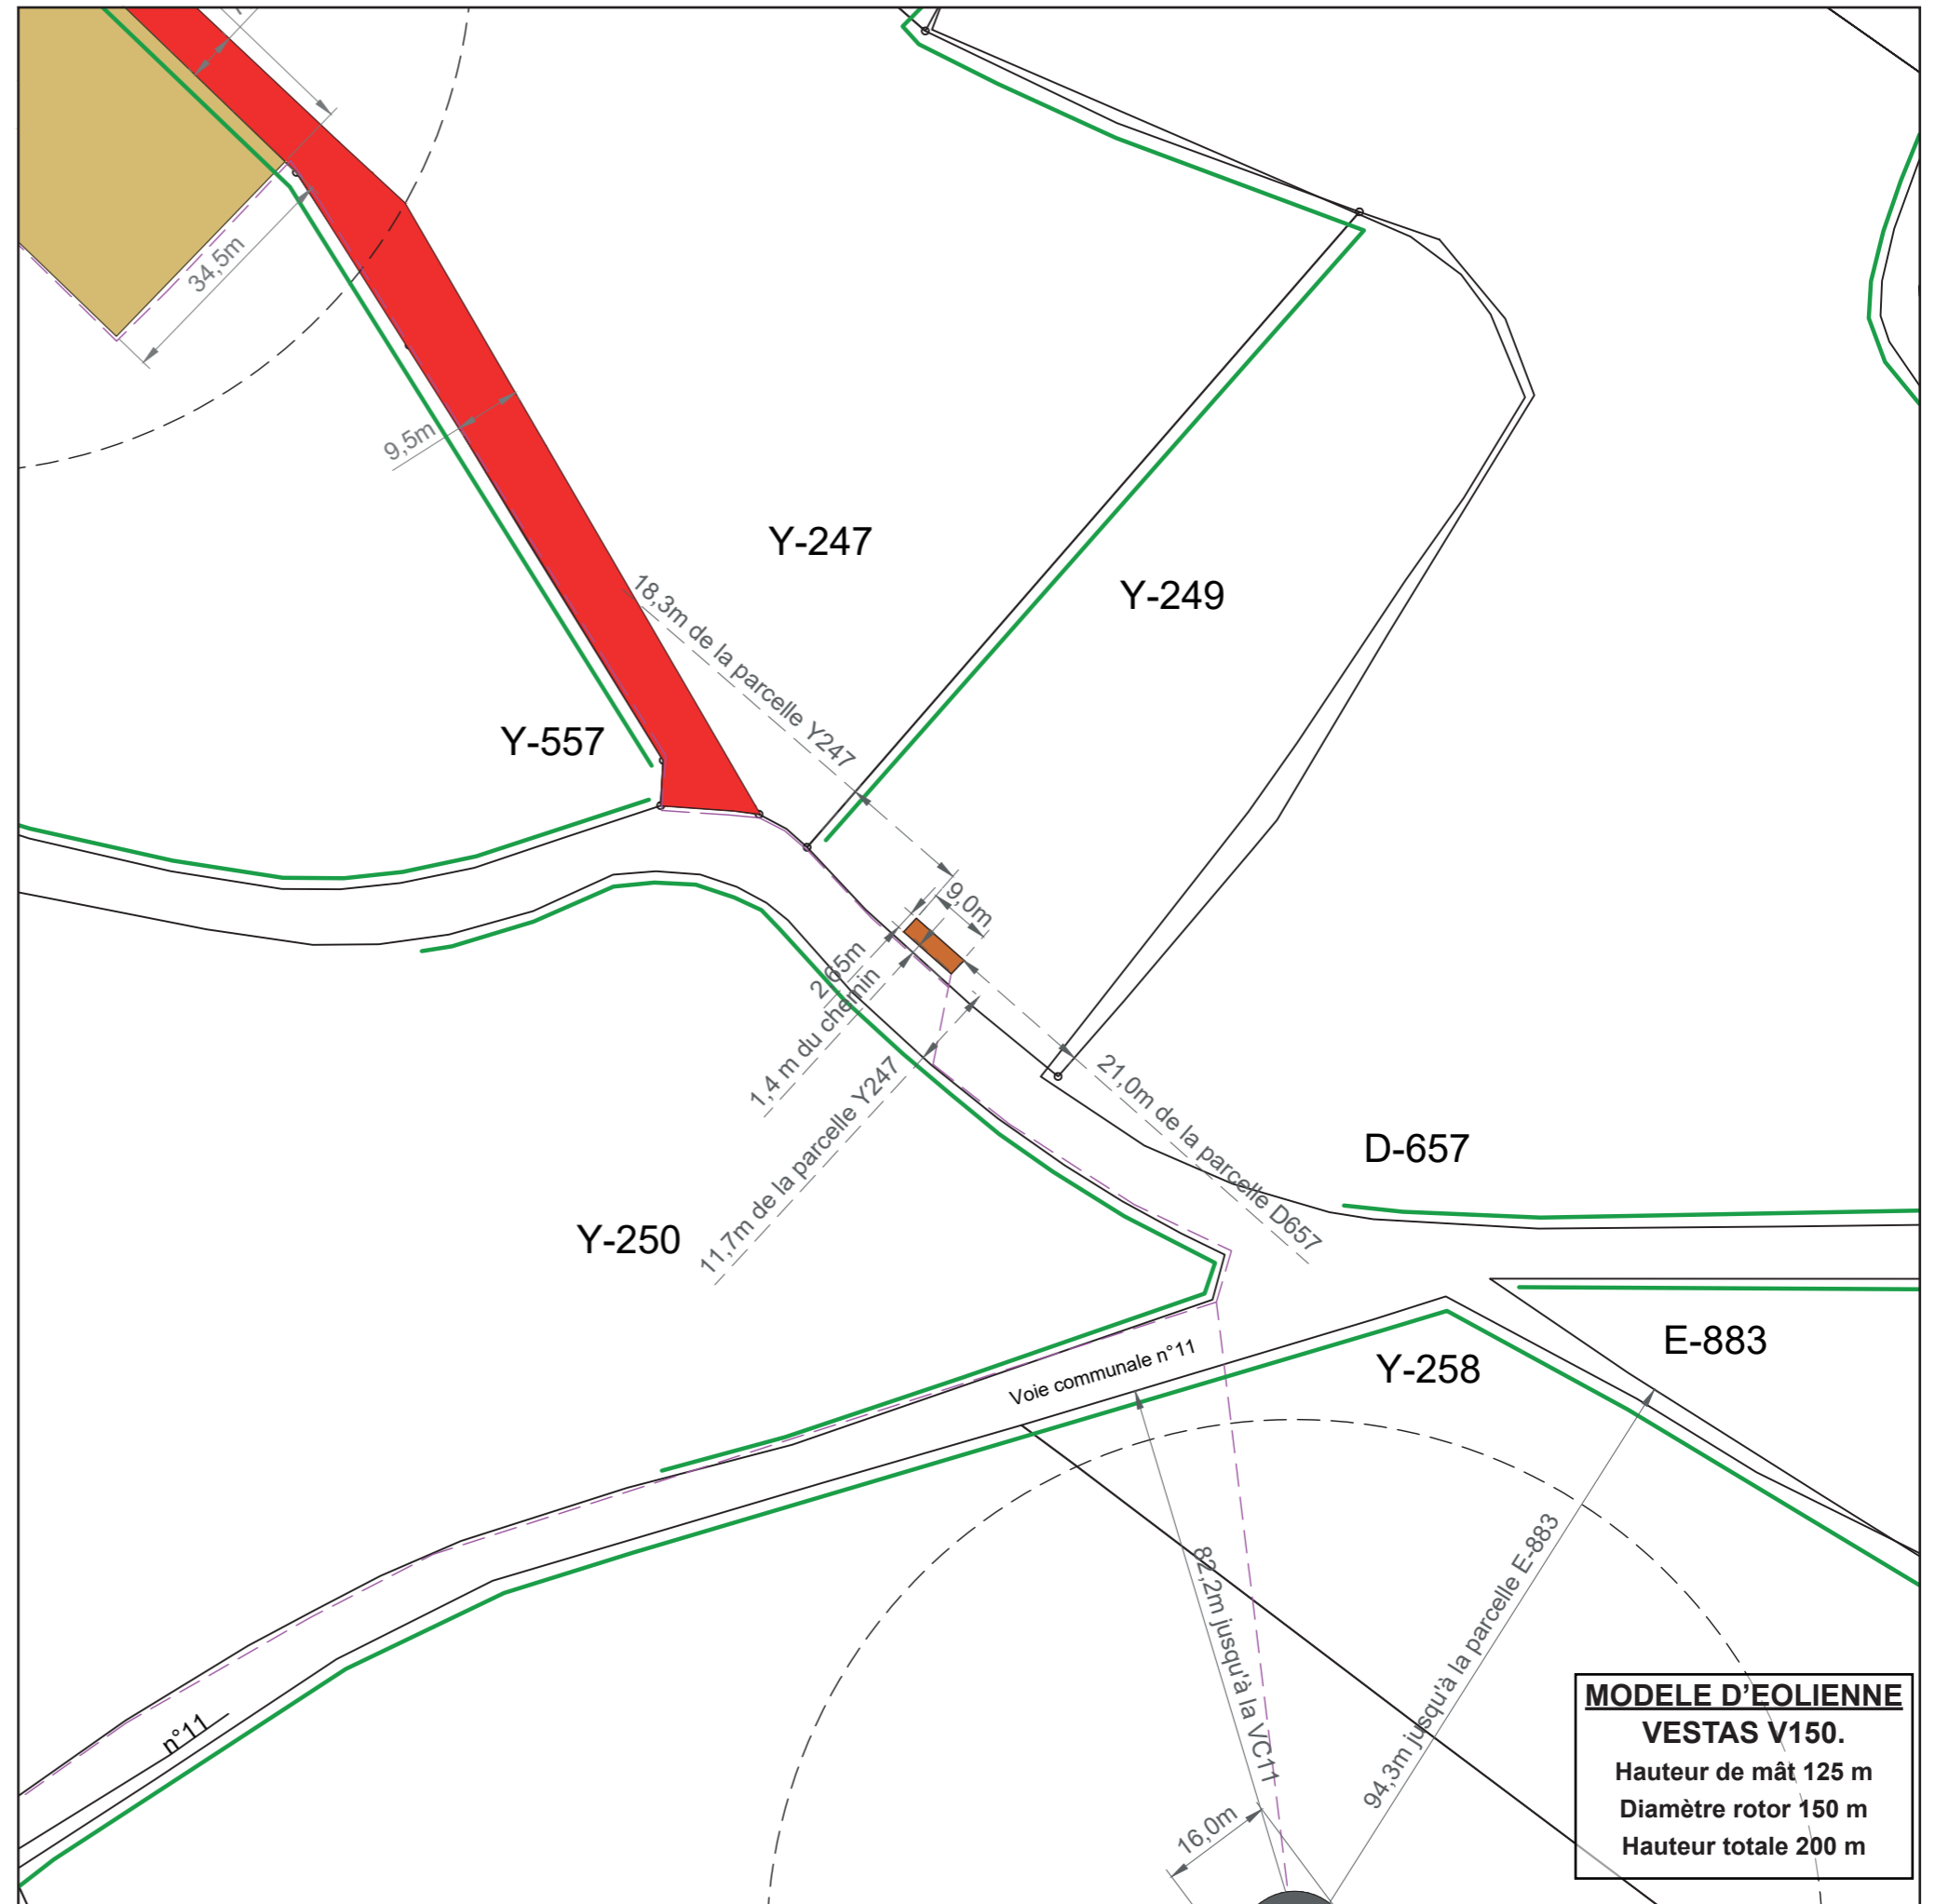 34,5m
9,5m
Y-247
Y-249
18,3m de la parcelle Y247
Y-557
9,0m
2,65m
1,4 m du chemin
11,7m de la parcelle Y247
21,0m de la parcelle D657
D-657
Y-250
E-883
Voie communale n°11
Y-258
82,2m jusqu'à la VC11
94,3m jusqu'à la parcelle E-883
n°11
16,0m
MODELE D'EOLIENNE
VESTAS V150.
Hauteur de mât 125 m
Diamètre rotor 150 m
Hauteur totale 200 m